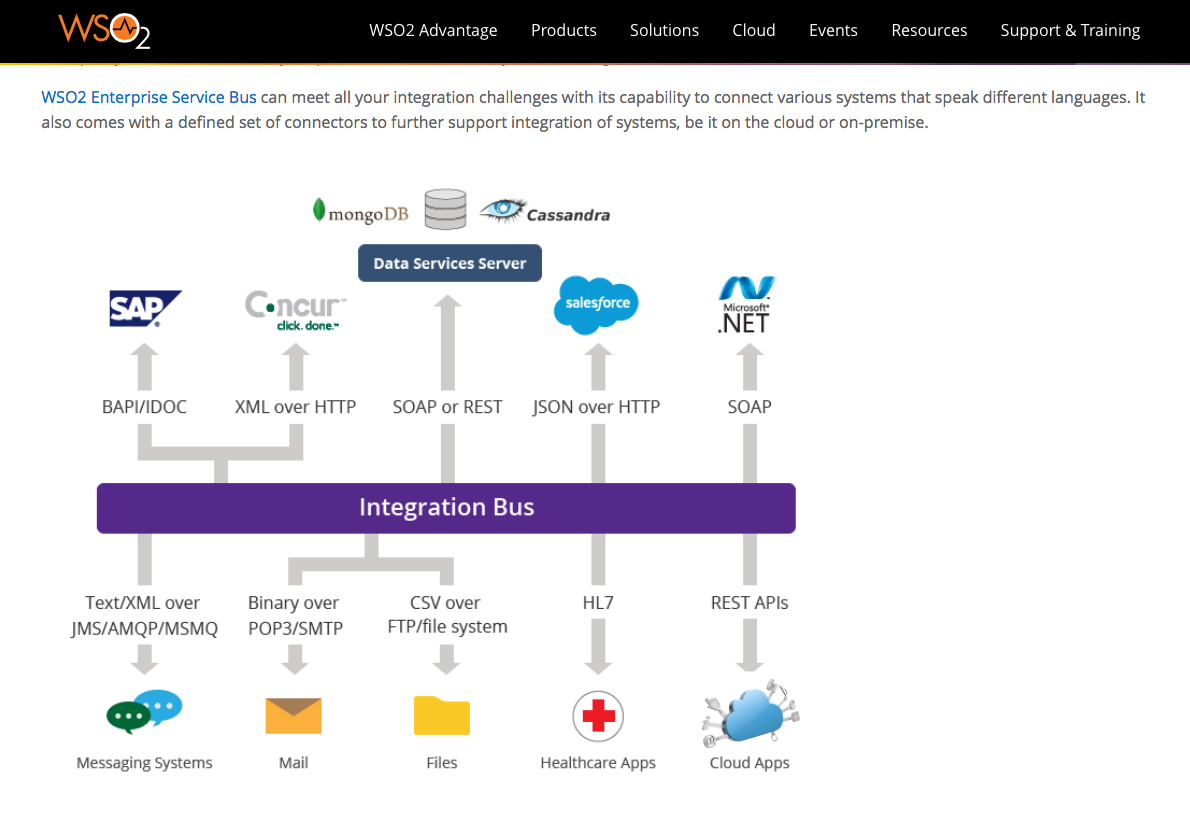 WSO2
WSO2 Advantage Products Solutions Cloud Events Resources Support & Training
WSO2 Enterprise Service Bus can meet all your integration challenges with its capability to connect various systems that speak different languages. It
also comes with a defined set of connectors to further support integration of systems, be it on the cloud or on-premise.
mongoDB
Cassandra
Data Services Server
SAP®
Concur™
click. done.™
salesforce
Microsoft®
.NET
BAPI/IDOC
XML over HTTP
SOAP or REST
JSON over HTTP
SOAP
Integration Bus
Text/XML over
JMS/AMQP/MSMQ
Binary over
POP3/SMTP
CSV over
FTP/file system
HL7
REST APIs
Messaging Systems
Mail
Files
Healthcare Apps
Cloud Apps